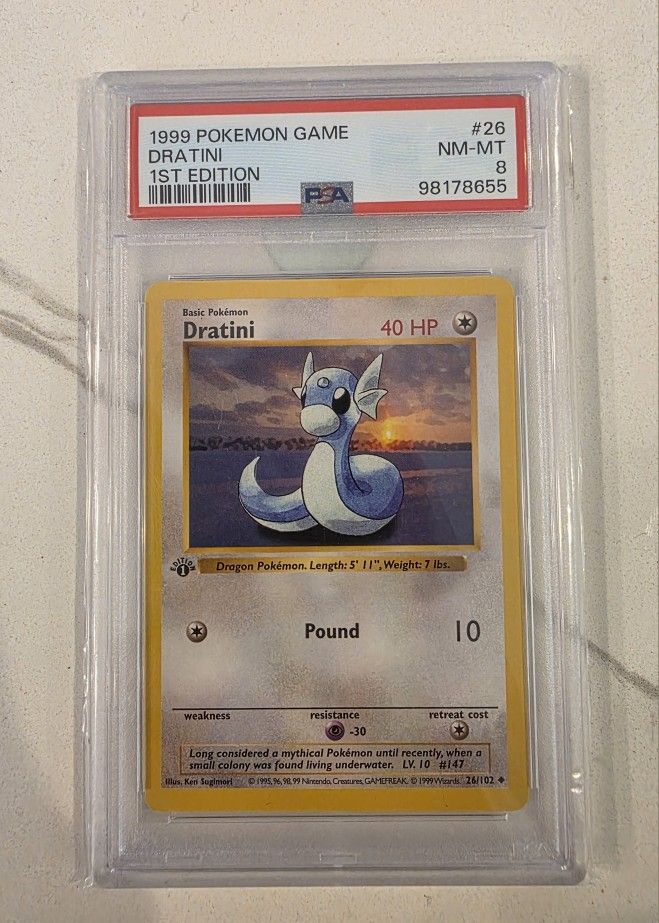 1999 POKEMON GAME #26
DRATINI NM-MT
1ST EDITION 8
PSA 98178655
Basic Pokémon
Dratini 40 HP
EDITION 1
Dragon Pokémon. Length: 5' 11", Weight: 7 lbs.
Pound 10
weakness resistance retreat cost
-30
Long considered a mythical Pokémon until recently, when a
small colony was found living underwater. LV. 10 #147
Illus. Ken Sugimori © 1995, 96, 98, 99 Nintendo, Creatures, GAMEFREAK. © 1999 Wizards. 26/102